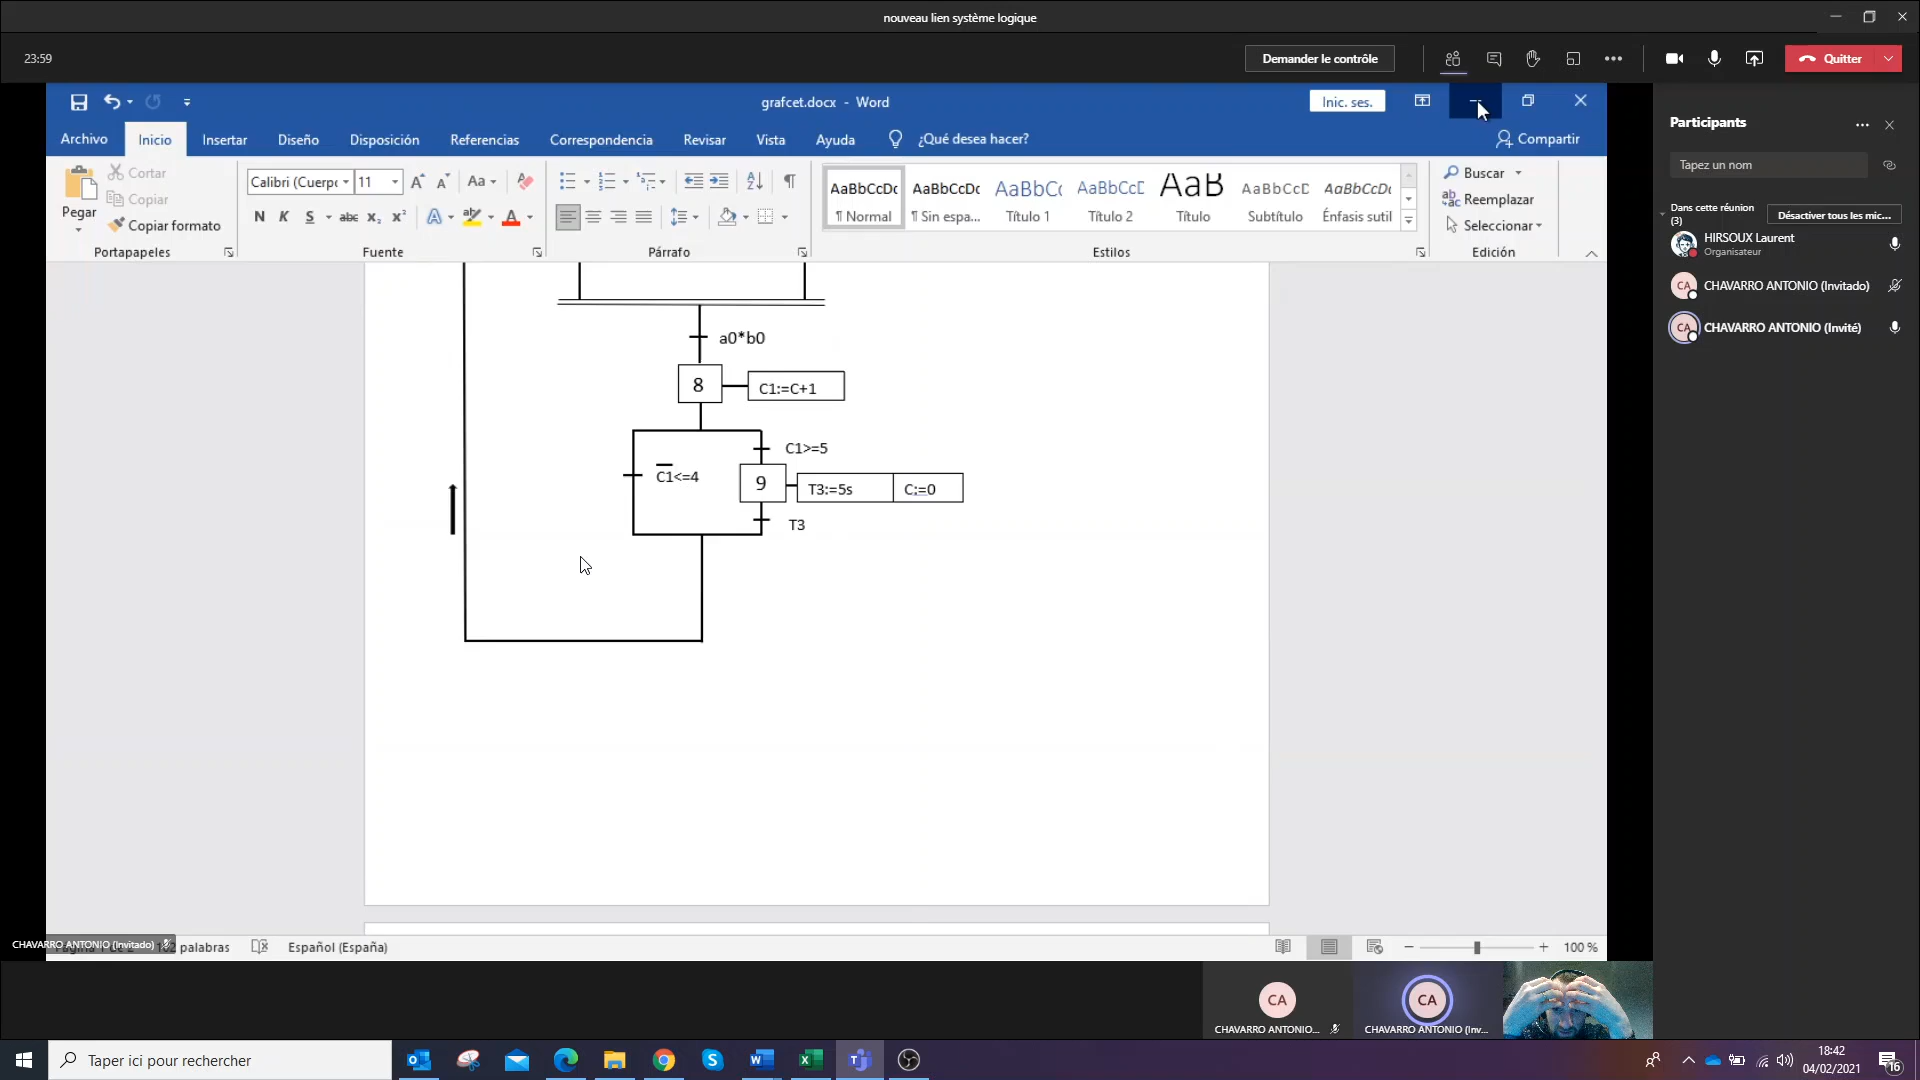 nouveau lien système logique
23:59
Demander le contrôle
Quitter
grafcet.docx - Word
Inic. ses.
Archivo Inicio Insertar Diseño Disposición Referencias Correspondencia Revisar Vista Ayuda ¿Qué desea hacer? Compartir
Pegar
Cortar
Copiar
Copiar formato
Portapapeles
Calibri (Cuerpo 11
Aa
N K S abc x₂ x²
Fuente
Párrafo
AaBbCcDc AaBbCcDc AaBbCc AaBbCcE AaB AaBbCcD AaBbCcDc
¶ Normal ¶ Sin espa... Título 1 Título 2 Título Subtítulo Énfasis sutil
Estilos
Buscar
Reemplazar
Seleccionar
Edición
a0*b0
8 C1:=C+1
C1>=5
C1<=4
9 T3:=5s C:=0
T3
palabras Español (España) 100 %
CHAVARRO ANTONIO (Invitado)
Participants
Tapez un nom
Dans cette réunion (3)
Désactiver tous les mic...
HIRSOUX Laurent
Organisateur
CA CHAVARRO ANTONIO (Invitado)
CA CHAVARRO ANTONIO (Invité)
CA
CHAVARRO ANTONIO...
CA
CHAVARRO ANTONIO (Inv...
Taper ici pour rechercher
18:42
04/02/2021
16